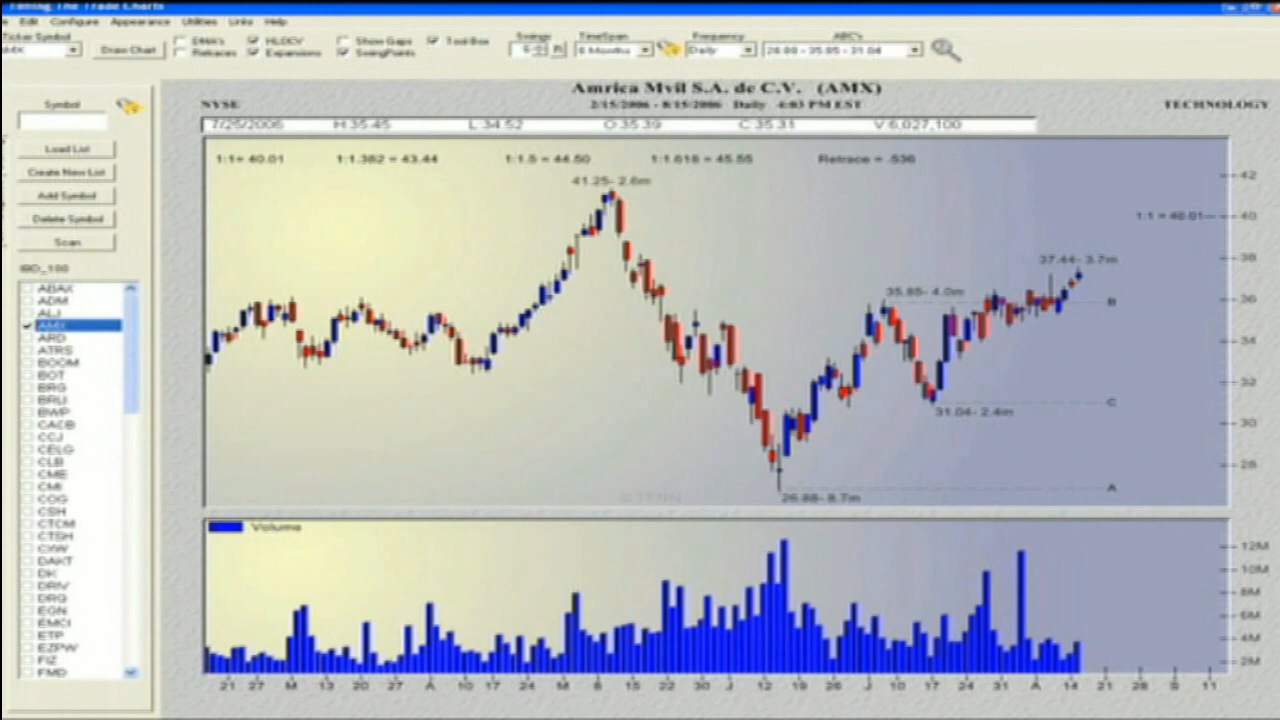 Timing The Trade Charts
Edit Configure Appearance Utilities Links Help
Ticker Symbol
AMX
Draw Chart
EMA's
Retraces
HLOCV
Expansions
Show Gaps
SwingPoints
Tool Box
Swings
TimeSpan
6 Months
Frequency
Daily
ABC's
26.88 - 35.85 - 31.04
Symbol
Load List
Create New List
Add Symbol
Delete Symbol
Scan
IBD_100
ABAX
ADM
ALJ
AMX
ARD
ATRS
BOOM
BOT
BRG
BRLI
BWP
CACB
CCJ
CELG
CLB
CME
CMI
COG
CSH
CTCM
CTSH
CXW
DAKT
DK
DRIV
DRQ
EGN
EMCI
ETP
EZPW
FIZ
FMD
Amrica Mvil S.A. de C.V. (AMX)
NYSE
2/15/2006 - 8/15/2006 Daily 4:03 PM EST
TECHNOLOGY
7/25/2006 H:35.45 L:34.52 O:35.39 C:35.31 V:6,027,100
1:1= 40.01 1:1.382 = 43.44 1:1.5 = 44.50 1:1.618 = 45.55 Retrace = .536
41.25- 2.6m
1:1 = 40.01
37.44- 3.7m
35.85- 4.0m
B
C
31.04- 2.4m
A
26.88- 8.7m
42
40
38
36
34
32
30
28
Volume
12M
10M
8M
6M
4M
2M
21 27 M 13 20 27 A 10 17 24 M 8 15 22 30 J 12 19 26 J 10 17 24 31 A 14 21 28 S 11